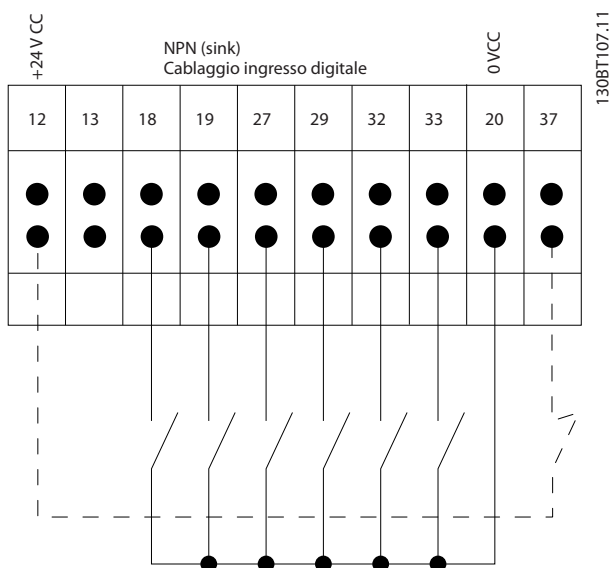 +24 V CC
NPN (sink)
Cablaggio ingresso digitale
0 VCC
130BT107.11
12 13 18 19 27 29 32 33 20 37